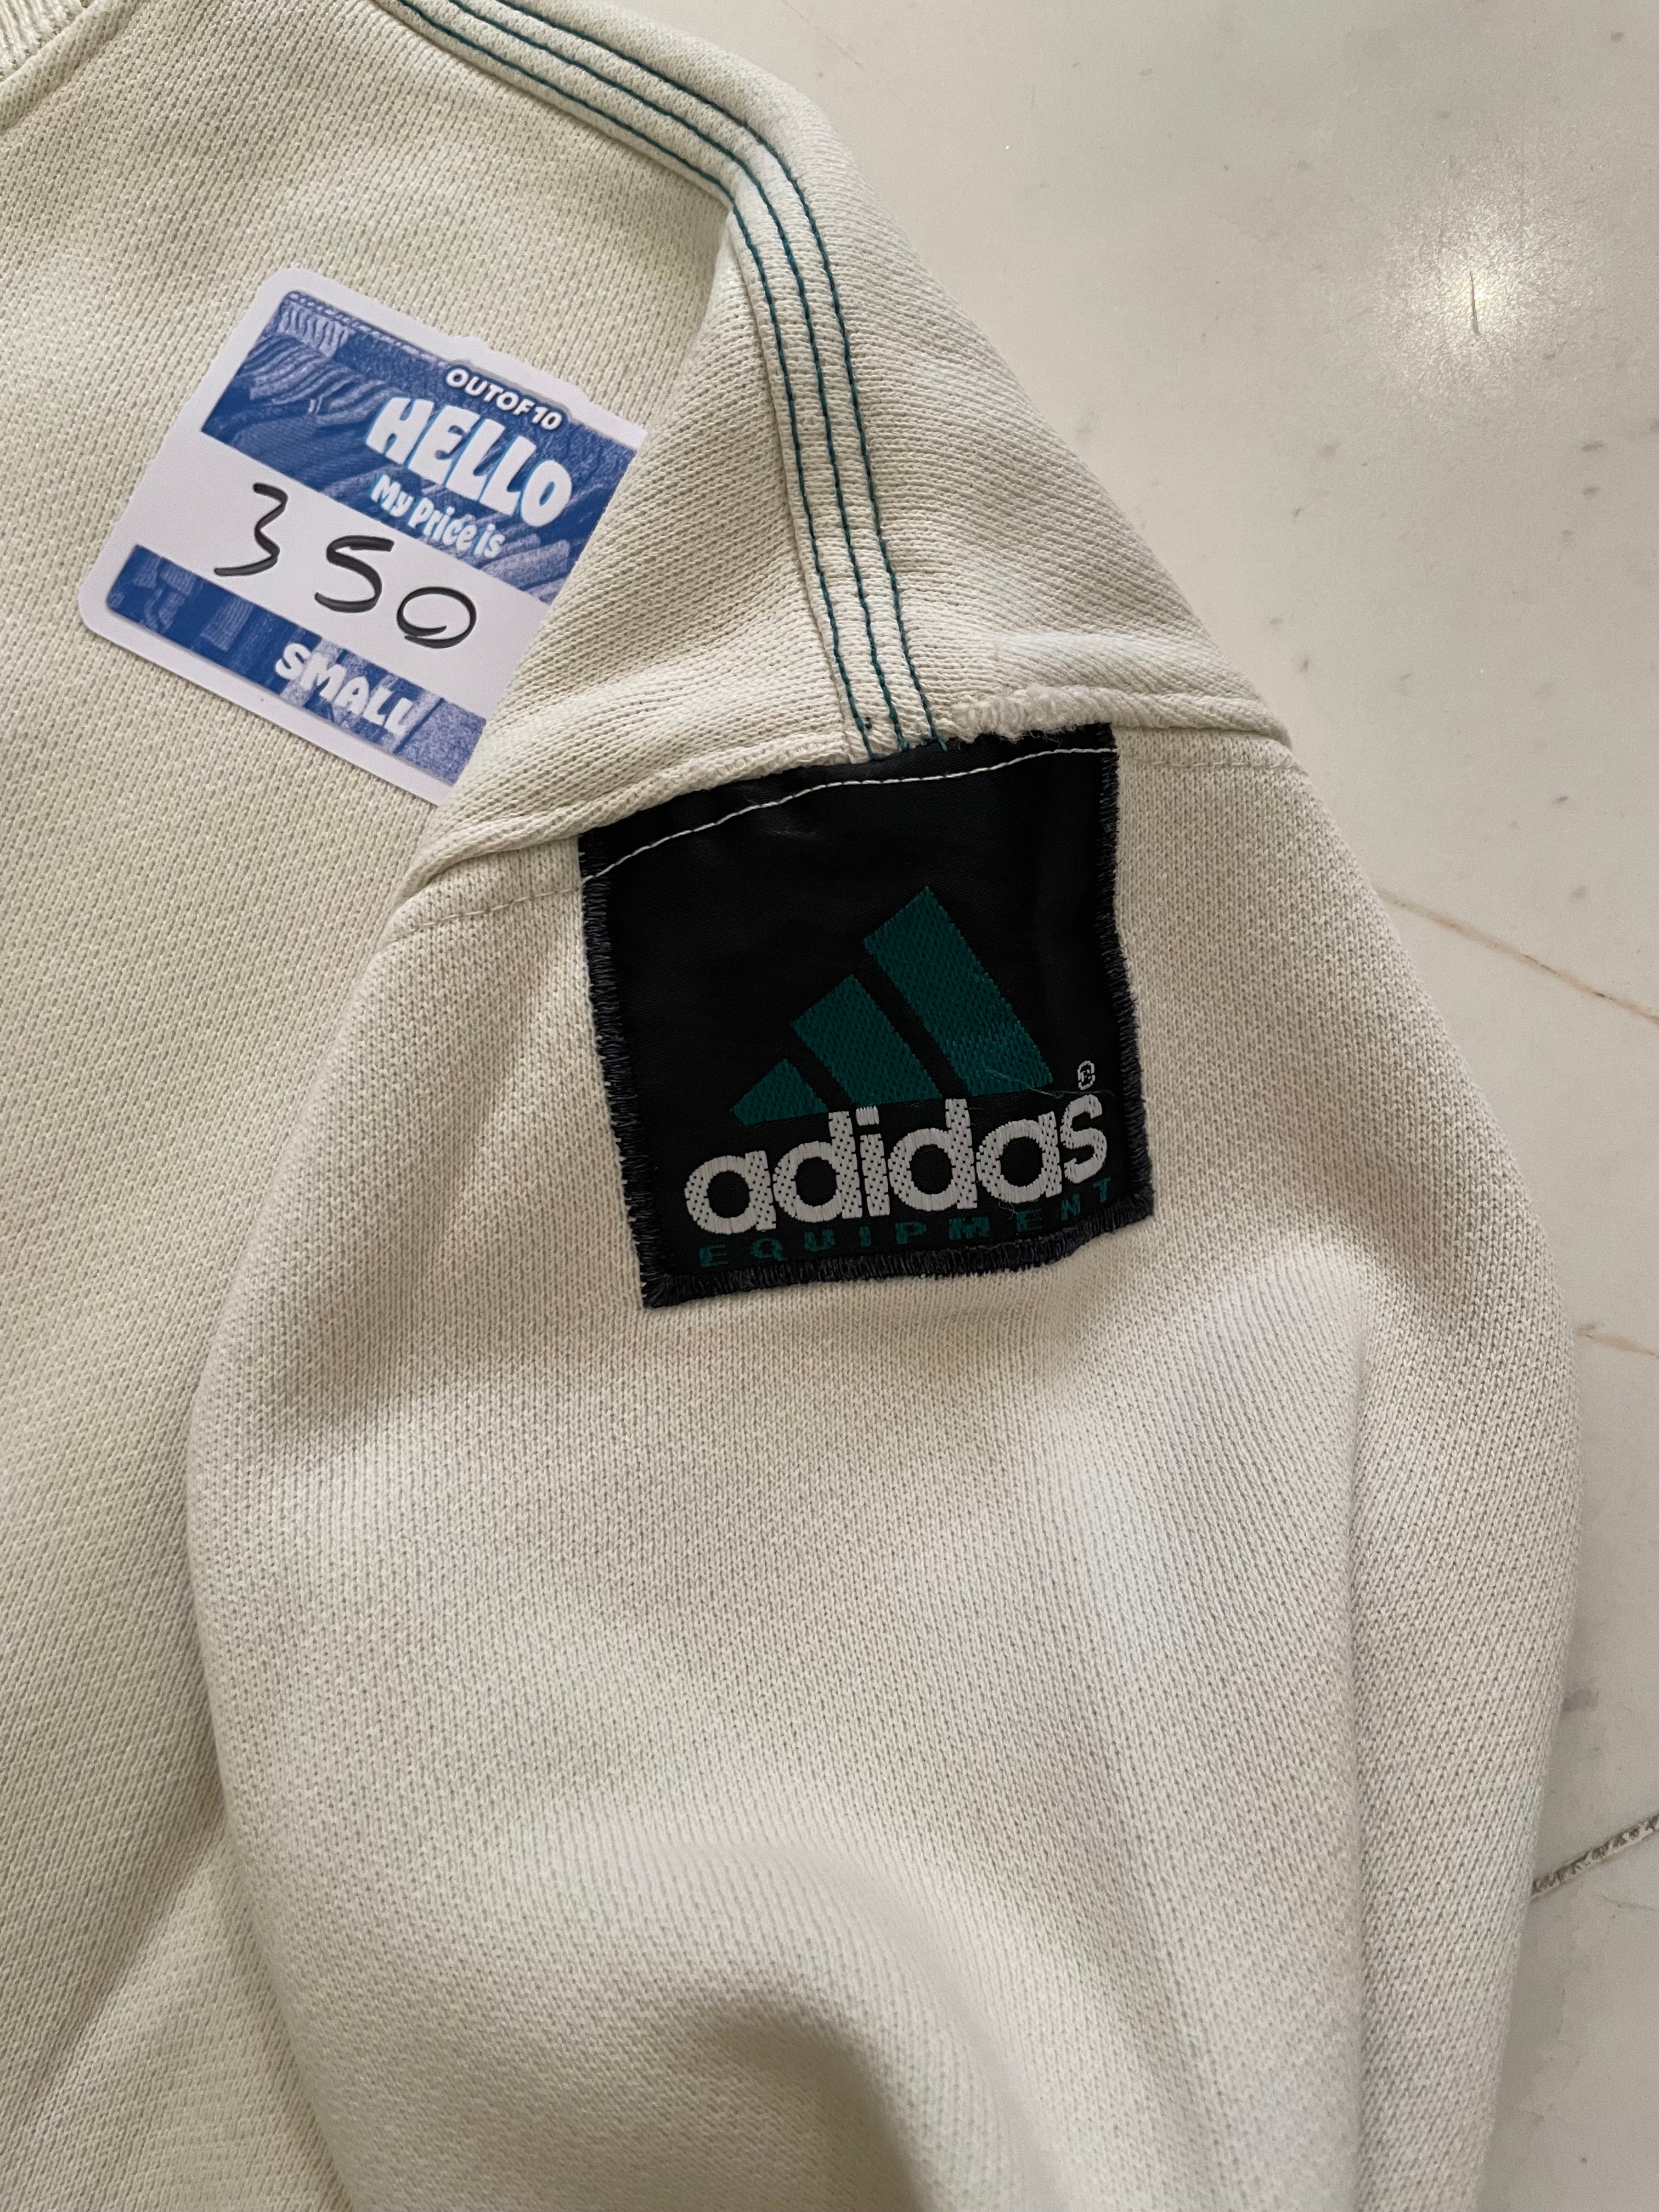 OUTOF10
HELLO
My Price is
350
SMALL
adidas®
EQUIPMENT